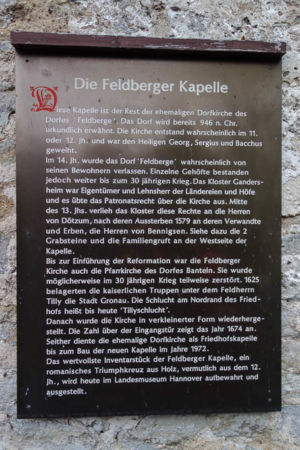 Die Feldberger Kapelle
Diese Kapelle ist der Rest der ehemaligen Dorfkirche des
Dorfes ´Feldberge´. Das Dorf wird bereits 946 n. Chr.
urkundlich erwähnt. Die Kirche entstand wahrscheinlich im 11.
oder 12. Jh. und war den Heiligen Georg, Sergius und Bacchus
geweiht.
Im 14. Jh. wurde das Dorf ´Feldberge´ wahrscheinlich von
seinen Bewohnern verlassen. Einzelne Gehöfte bestanden
jedoch weiter bis zum 30 jährigen Krieg. Das Kloster Ganders-
heim war Eigentümer und Lehnsherr der Ländereien und Höfe
und es übte das Patronatsrecht über die Kirche aus. Mitte
des 13. Jhs. verlieh das Kloster diese Rechte an die Herren
von Dötzum, nach deren Aussterben 1579 an deren Verwandte
und Erben, die Herren von Bennigsen. Siehe dazu die 2
Grabsteine und die Familiengruft an der Westseite der
Kapelle.
Bis zur Einführung der Reformation war die Feldberger
Kirche auch die Pfarrkirche des Dorfes Banteln. Sie wurde
möglicherweise im 30 jährigen Krieg teilweise zerstört. 1625
belagerten die kaiserlichen Truppen unter dem Feldherrn
Tilly die Stadt Gronau. Die Schlucht am Nordrand des Fried-
hofs heißt bis heute ´Tillyschlucht´.
Danach wurde die Kirche in verkleinerter Form wiederherge-
stellt. Die Zahl über der Eingangstür zeigt das Jahr 1674 an.
Seither diente die ehemalige Dorfkirche als Friedhofskapelle
bis zum Bau der neuen Kapelle im Jahre 1972.
Das wertvollste Inventarstück der Feldberger Kapelle, ein
romanisches Triumphkreuz aus Holz, vermutlich aus dem 12.
Jh., wird heute im Landesmuseum Hannover aufbewahrt und
ausgestellt.